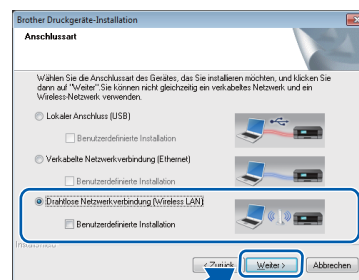 Brother Druckgeräte-Installation
Anschlussart
Wählen Sie die Anschlussart des Gerätes, das Sie installieren möchten, und klicken Sie
dann auf "Weiter". Sie können nicht gleichzeitig ein verkabeltes Netzwerk und ein
Wireless-Netzwerk verwenden.
Lokaler Anschluss (USB)
Benutzerdefinierte Installation
Verkabelte Netzwerkverbindung (Ethernet)
Benutzerdefinierte Installation
Drahtlose Netzwerkverbindung (Wireless LAN)
Benutzerdefinierte Installation
< Zurück Weiter > Abbrechen